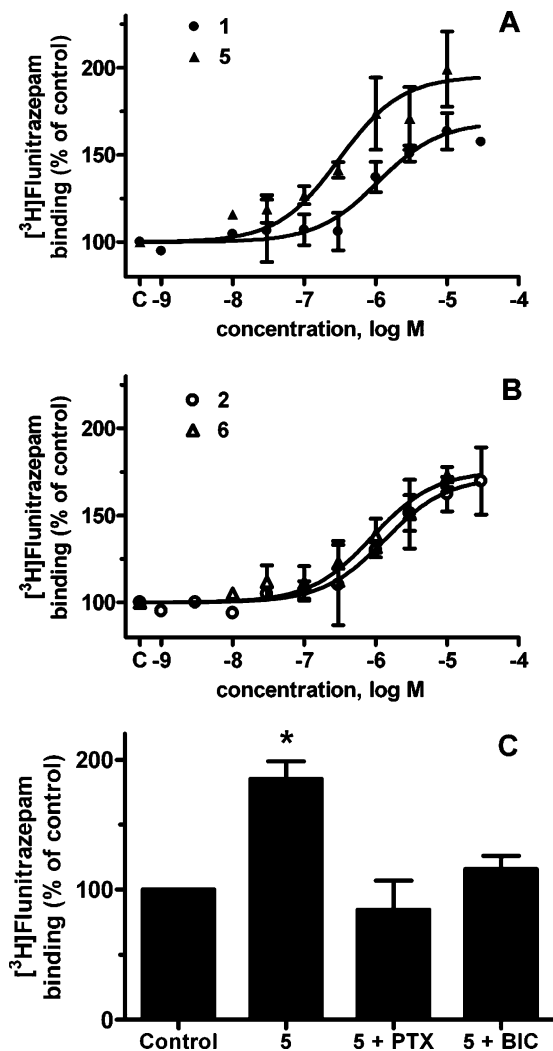 A
1
5
[³H]Flunitrazepam
binding (% of control)
200
150
100
C -9 -8 -7 -6 -5 -4
concentration, log M
B
2
6
[³H]Flunitrazepam
binding (% of control)
200
150
100
C -9 -8 -7 -6 -5 -4
concentration, log M
C
*
[³H]Flunitrazepam
binding (% of control)
200
100
0
Control 5 5 + PTX 5 + BIC